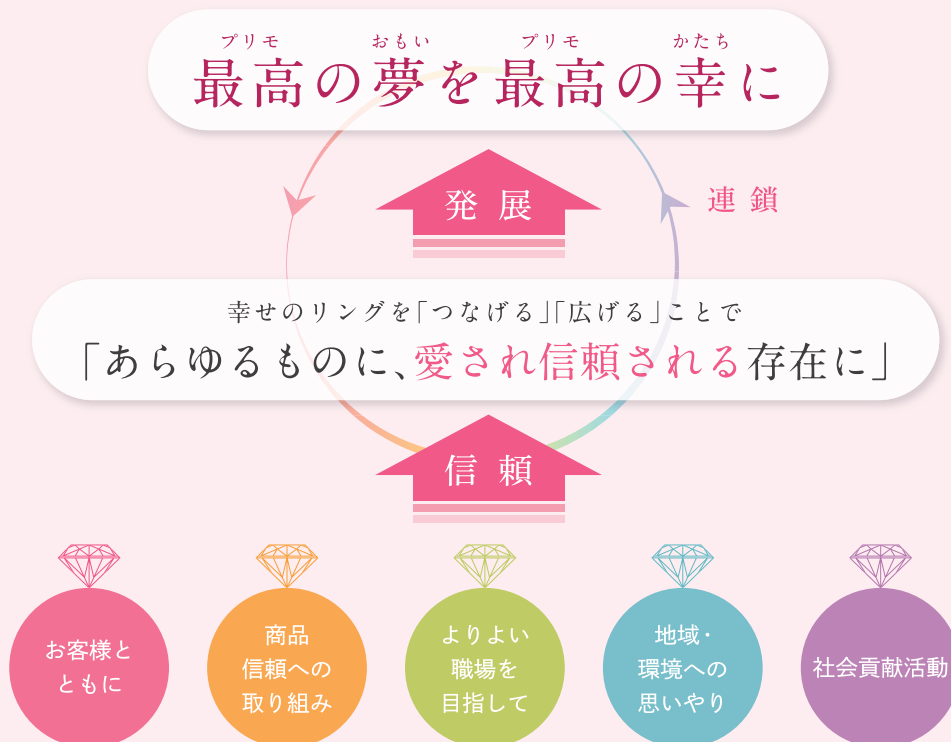 プリモ おもい プリモ かたち
最高の夢を最高の幸に
発展
連鎖
幸せのリングを「つなげる」「広げる」ことで
「あらゆるものに、愛され信頼される存在に」
信頼
お客様と
ともに
商品
信頼への
取り組み
よりよい
職場を
目指して
地域・
環境への
思いやり
社会貢献活動